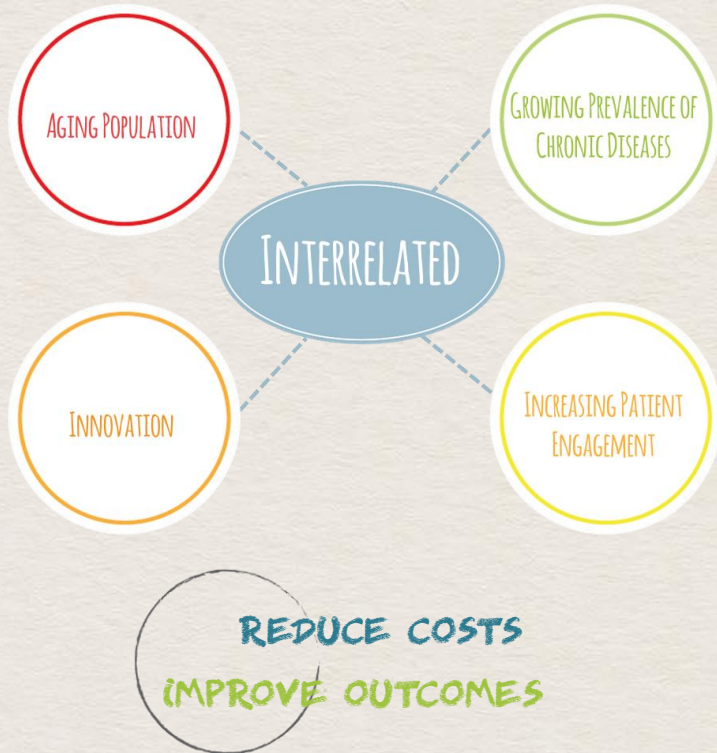 Aging Population
Growing Prevalence of
Chronic Diseases
Interrelated
Innovation
Increasing Patient
Engagement
REDUCE COSTS
IMPROVE OUTCOMES